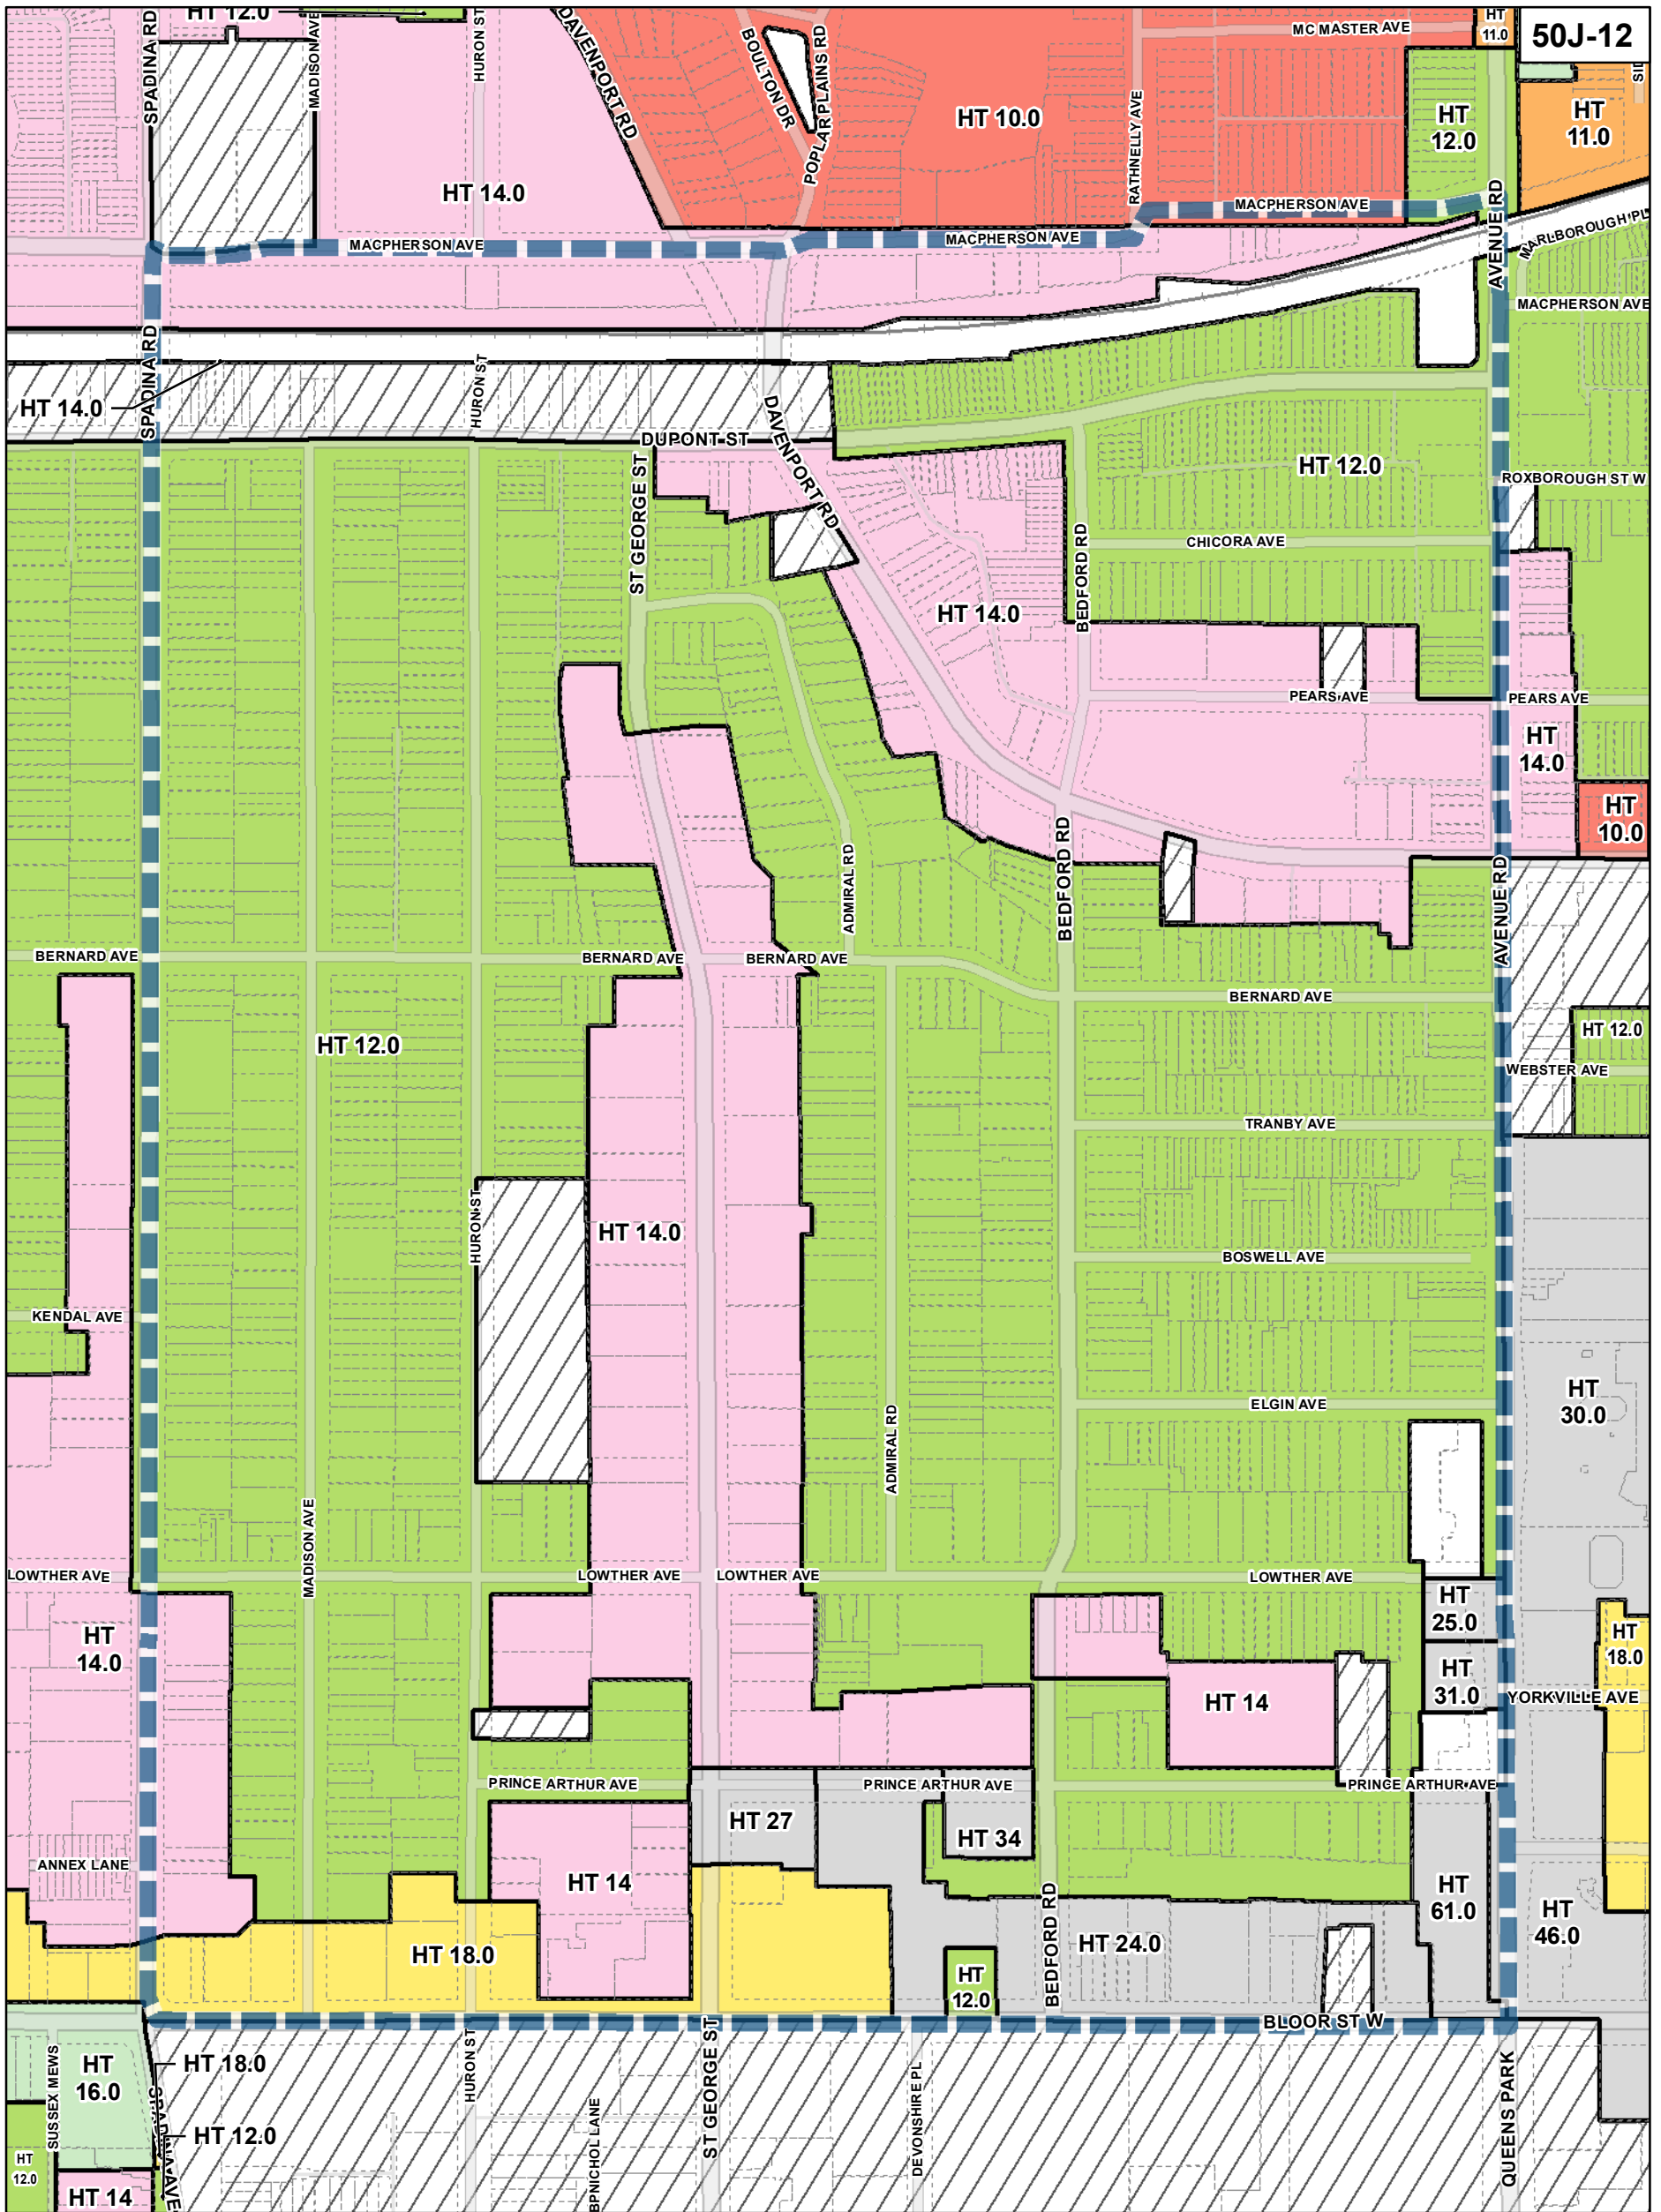 HT 12.0
SPADINA RD
MADISON AVE
HURON ST
DAVENPORT RD
BOULTON DR
POPLAR PLAINS RD
HT 10.0
RATHNELLY AVE
MC MASTER AVE
HT
11.0
50J-12
HT
12.0
HT
11.0
HT 14.0
MACPHERSON AVE
MACPHERSON AVE
MACPHERSON AVE
AVENUE RD
MARLBOROUGH PL
MACPHERSON AVE
SPADINA RD
HT 14.0
HURON ST
DUPONT ST
DAVENPORT RD
ST GEORGE ST
HT 12.0
ROXBOROUGH ST W
CHICORA AVE
BEDFORD RD
HT 14.0
PEARS AVE
PEARS AVE
HT
14.0
HT
10.0
ADMIRAL RD
BEDFORD RD
AVENUE RD
BERNARD AVE
BERNARD AVE
BERNARD AVE
BERNARD AVE
HT 12.0
HT 12.0
WEBSTER AVE
TRANBY AVE
HURON ST
HT 14.0
BOSWELL AVE
KENDAL AVE
ELGIN AVE
HT
30.0
ADMIRAL RD
MADISON AVE
LOWTHER AVE
LOWTHER AVE
LOWTHER AVE
LOWTHER AVE
HT
25.0
HT
14.0
HT
18.0
HT
31.0
HT 14
YORKVILLE AVE
PRINCE ARTHUR AVE
PRINCE ARTHUR AVE
PRINCE ARTHUR AVE
HT 27
HT 34
ANNEX LANE
HT 14
HT
61.0
HT
46.0
BEDFORD RD
HT 24.0
HT 18.0
HT
12.0
BLOOR ST W
HT
16.0
HT 18.0
SUSSEX MEWS
SPADINA AVE
HT 12.0
HURON ST
BPNICHOL LANE
ST GEORGE ST
DEVONSHIRE PL
QUEENS PARK
HT
12.0
HT 14